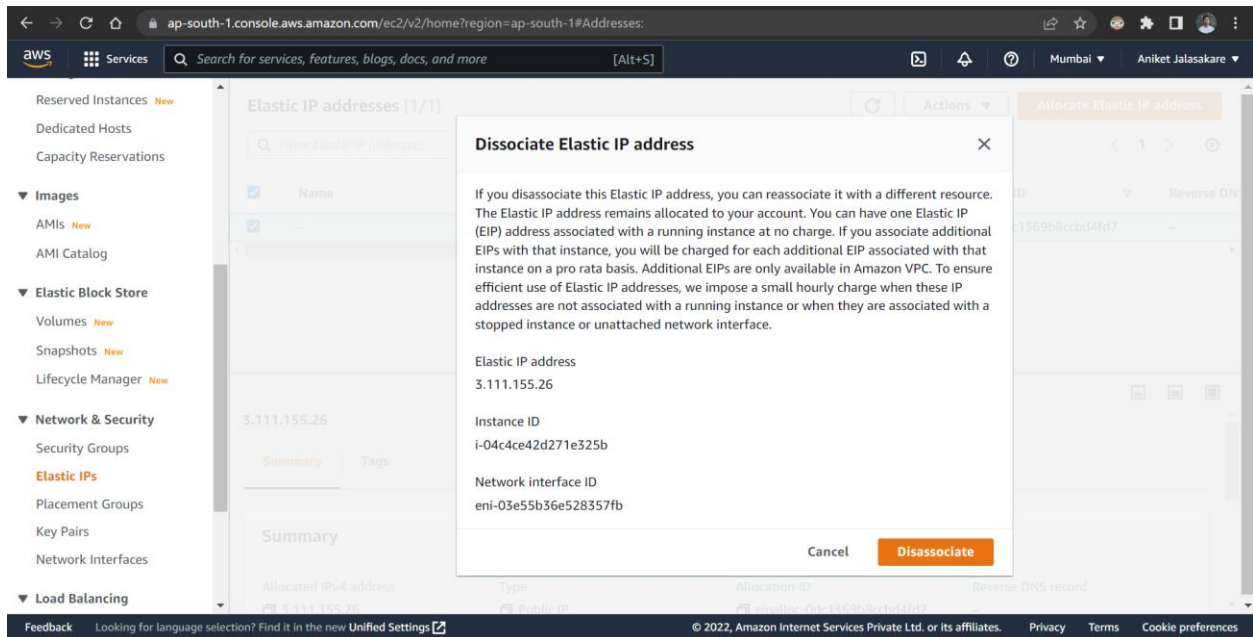 ap-south-1.console.aws.amazon.com/ec2/v2/home?region=ap-south-1#Addresses:
aws Services Search for services, features, blogs, docs, and more [Alt+S] Mumbai Aniket Jalasakare
Reserved Instances New
Dedicated Hosts
Capacity Reservations
Images
AMIs New
AMI Catalog
Elastic Block Store
Volumes New
Snapshots New
Lifecycle Manager New
Network & Security
Security Groups
Elastic IPs
Placement Groups
Key Pairs
Network Interfaces
Load Balancing
Elastic IP addresses (1/1)
Actions
Allocate Elastic IP address
Filter Elastic IP addresses
1
Name
ID
Reverse DN
-
1369b8ccbd4fd7
-
Dissociate Elastic IP address
If you disassociate this Elastic IP address, you can reassociate it with a different resource.
The Elastic IP address remains allocated to your account. You can have one Elastic IP
(EIP) address associated with a running instance at no charge. If you associate additional
EIPs with that instance, you will be charged for each additional EIP associated with that
instance on a pro rata basis. Additional EIPs are only available in Amazon VPC. To ensure
efficient use of Elastic IP addresses, we impose a small hourly charge when these IP
addresses are not associated with a running instance or when they are associated with a
stopped instance or unattached network interface.
Elastic IP address
3.111.155.26
Instance ID
i-04c4ce42d271e325b
Network interface ID
eni-03e55b36e528357fb
Cancel Disassociate
3.111.155.26
Summary Tags
Summary
Allocated IPv4 address Type Allocation ID Reverse DNS record
3.111.155.26 Public IP eipalloc-0dc1369b8ccbd4fd7 -
Feedback Looking for language selection? Find it in the new Unified Settings © 2022, Amazon Internet Services Private Ltd. or its affiliates. Privacy Terms Cookie preferences